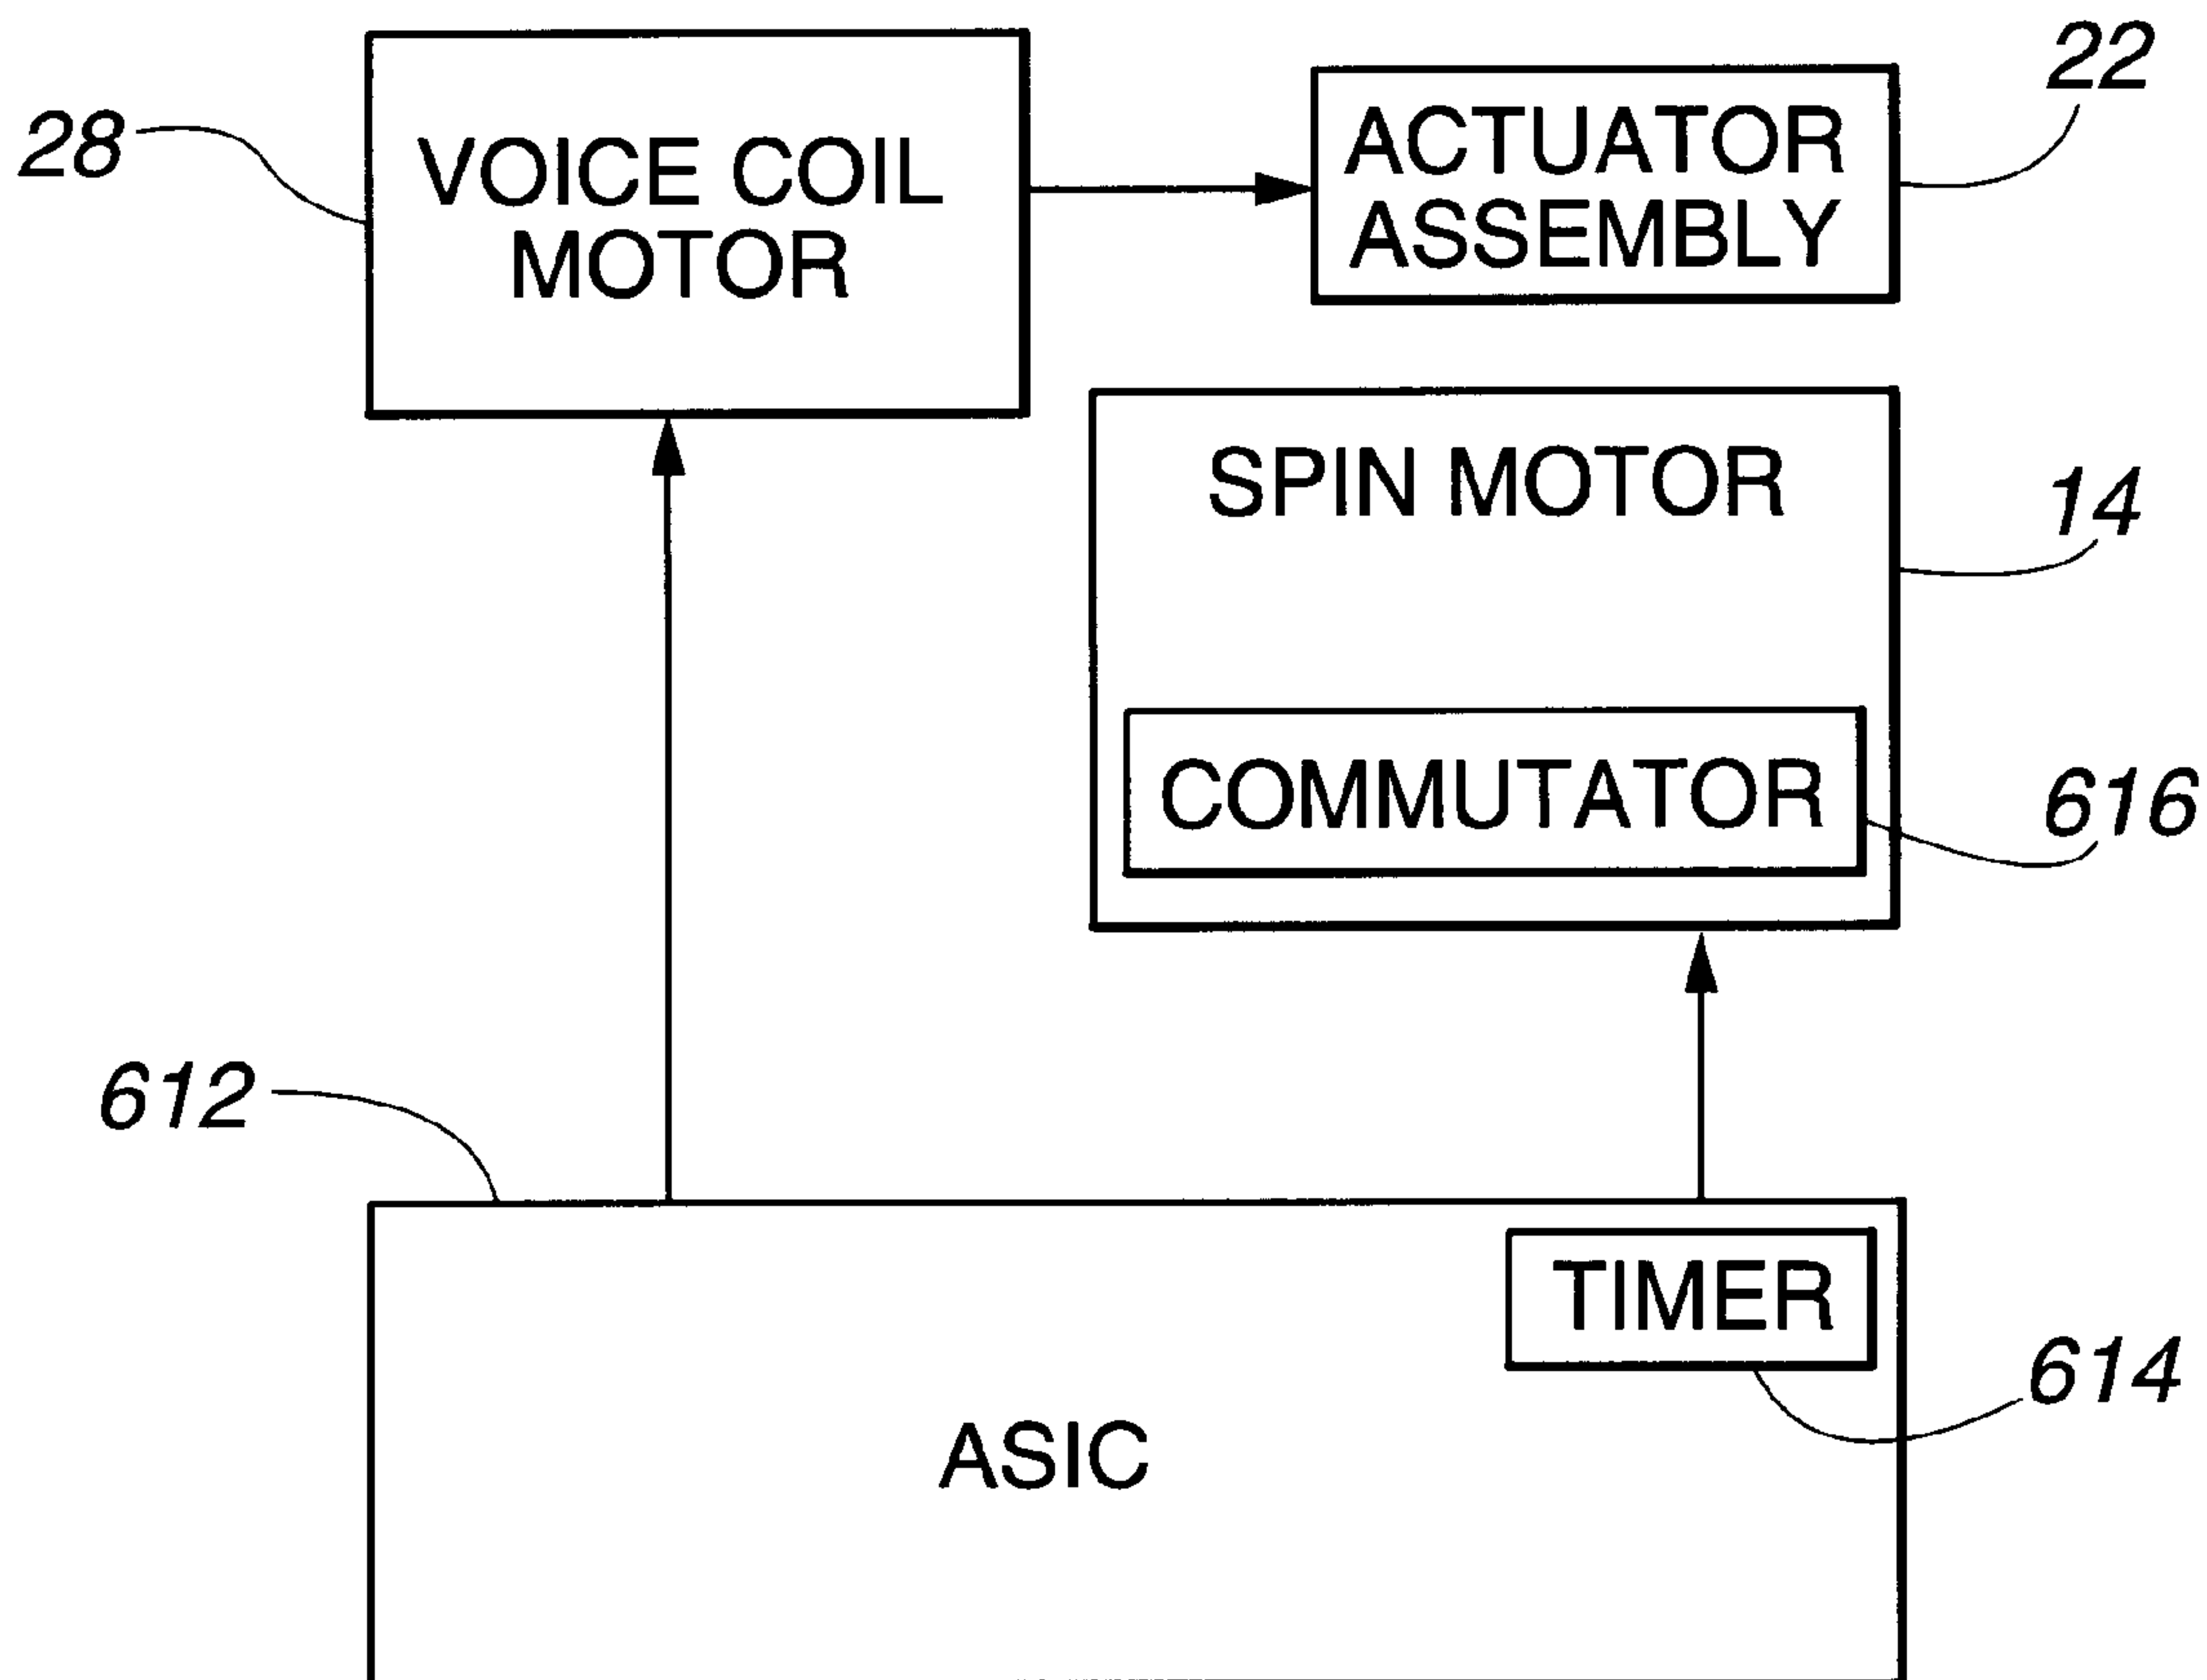 22
28
VOICE COIL
MOTOR
ACTUATOR
ASSEMBLY
SPIN MOTOR
14
COMMUTATOR
616
612
TIMER
614
ASIC